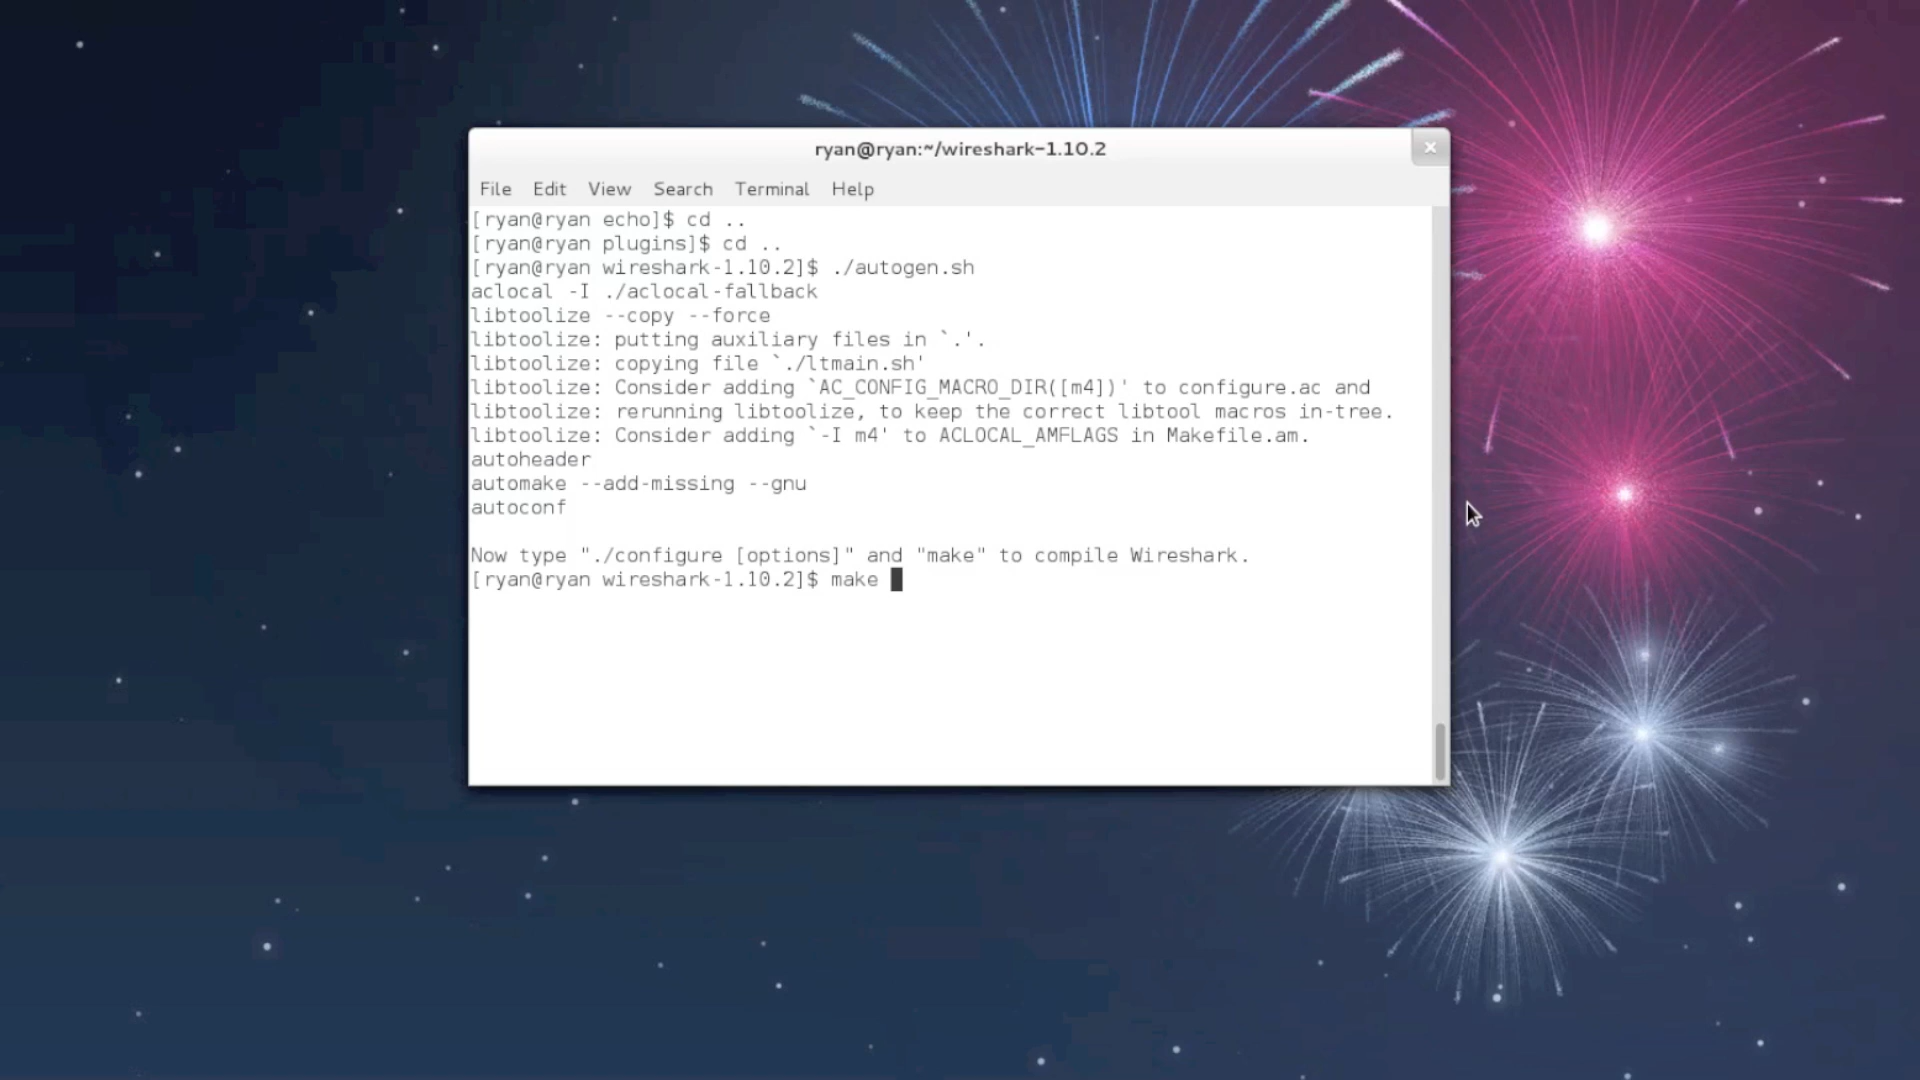 ryan@ryan:~/wireshark-1.10.2
File Edit View Search Terminal Help
[ryan@ryan echo]$ cd ..
[ryan@ryan plugins]$ cd ..
[ryan@ryan wireshark-1.10.2]$ ./autogen.sh
aclocal -I ./aclocal-fallback
libtoolize --copy --force
libtoolize: putting auxiliary files in `.'.
libtoolize: copying file `./ltmain.sh'
libtoolize: Consider adding `AC_CONFIG_MACRO_DIR([m4])' to configure.ac and
libtoolize: rerunning libtoolize, to keep the correct libtool macros in-tree.
libtoolize: Consider adding `-I m4' to ACLOCAL_AMFLAGS in Makefile.am.
autoheader
automake --add-missing --gnu
autoconf
Now type "./configure [options]" and "make" to compile Wireshark.
[ryan@ryan wireshark-1.10.2]$ make